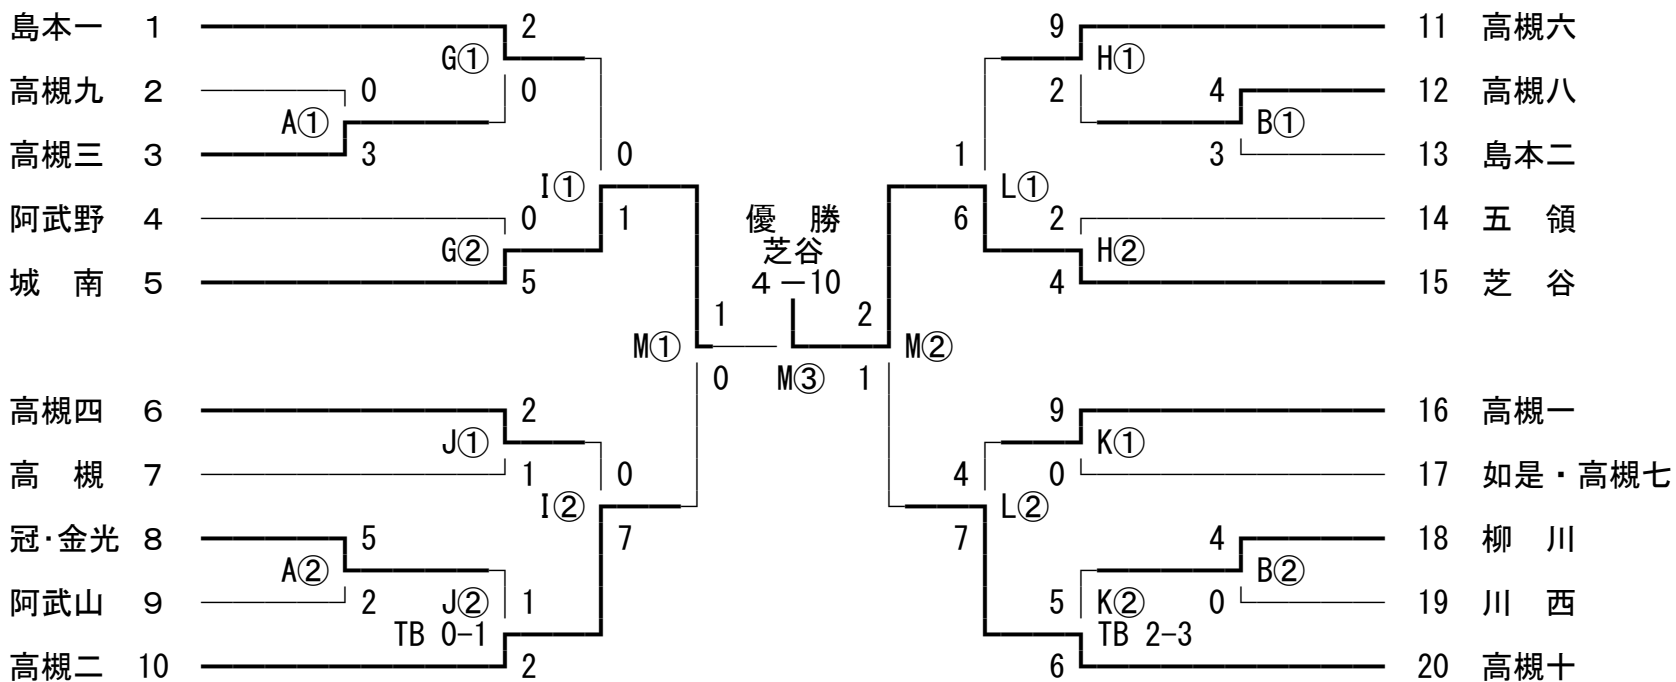 島本一 1 2 9 11 高槻六
G① H①
高槻九 2 0 0 2 4 12 高槻八
A① B①
高槻三 3 3 0 1 3 13 島本二
I① L①
阿武野 4 0 1 優 勝 6 2 14 五 領
G② 芝谷 H②
城 南 5 5 4－10 4 15 芝 谷
1 2
M① M②
0 M③ 1
高槻四 6 2 9 16 高槻一
J① K①
高 槻 7 1 0 4 0 17 如是・高槻七
I② L②
冠・金光 8 5 7 7 4 18 柳 川
A② B②
阿武山 9 2 J② 1 5 K② 0 19 川 西
TB 0-1 TB 2-3
高槻二 10 2 6 20 高槻十